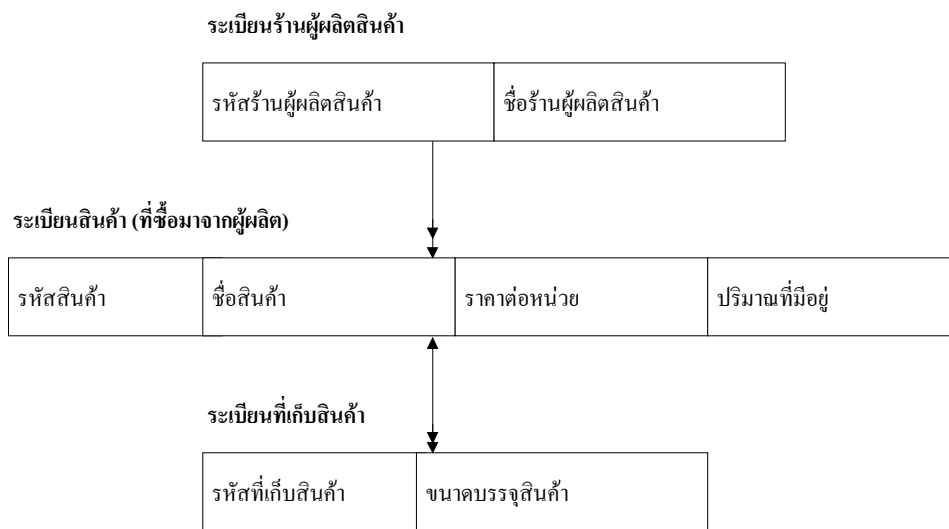 ระเบียนร้านผู้ผลิตสินค้า
รหัสร้านผู้ผลิตสินค้า ชื่อร้านผู้ผลิตสินค้า
ระเบียนสินค้า (ที่ซื้อมาจากผู้ผลิต)
รหัสสินค้า ชื่อสินค้า ราคาต่อหน่วย ปริมาณที่มีอยู่
ระเบียนที่เก็บสินค้า
รหัสที่เก็บสินค้า ขนาดบรรจุสินค้า